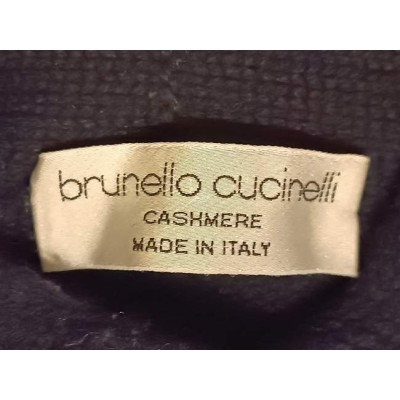 brunello cucinelli
CASHMERE
MADE IN ITALY